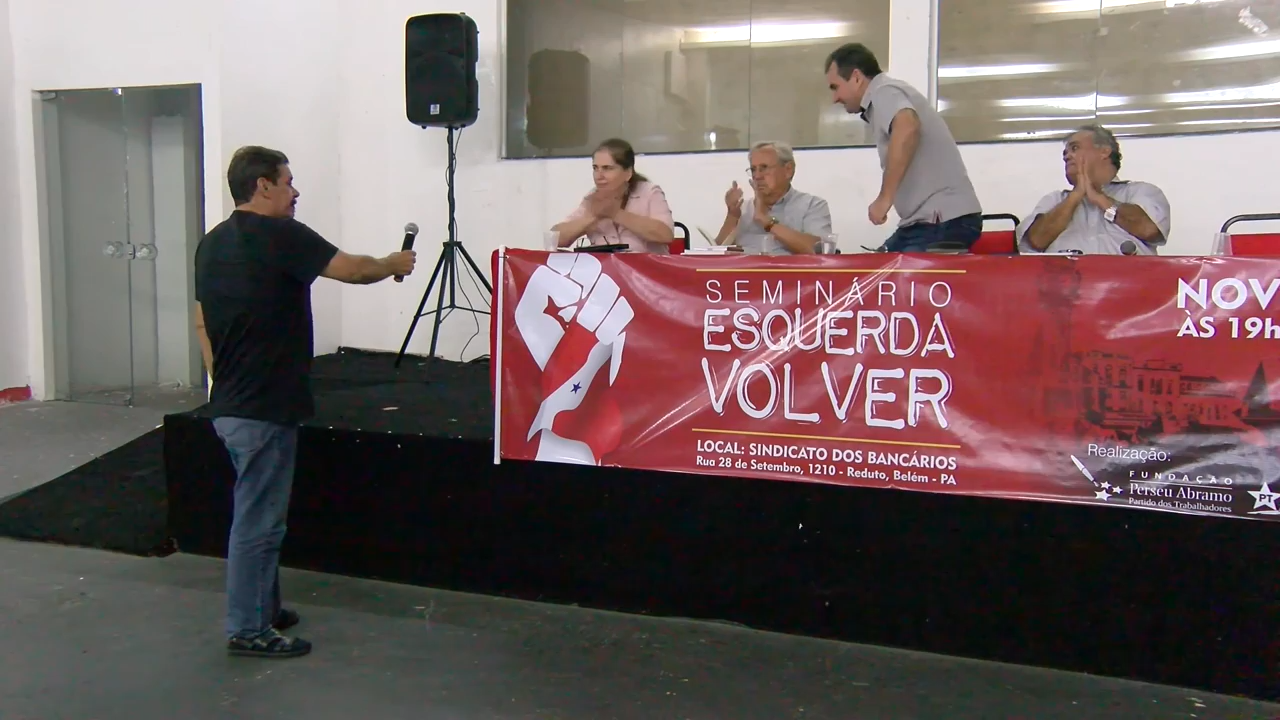 SEMINÁRIO
ESQUERDA
VOLVER
LOCAL: SINDICATO DOS BANCÁRIOS
Rua 28 de Setembro, 1210 - Reduto, Belém - PA
NOV
ÀS 19h
Realização:
FUNDAÇÃO
Perseu Abramo
Partido dos Trabalhadores
PT